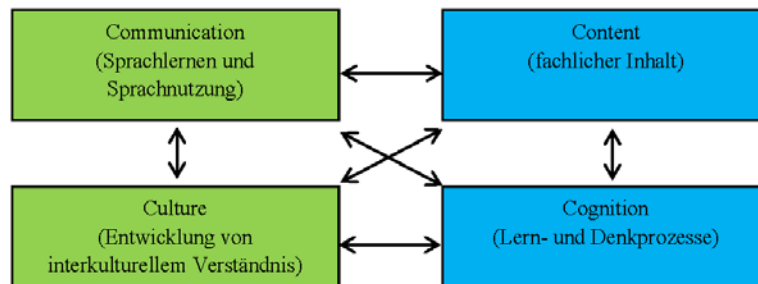 Communication
(Sprachlernen und
Sprachnutzung)
Content
(fachlicher Inhalt)
Culture
(Entwicklung von
interkulturellem Verständnis)
Cognition
(Lern- und Denkprozesse)